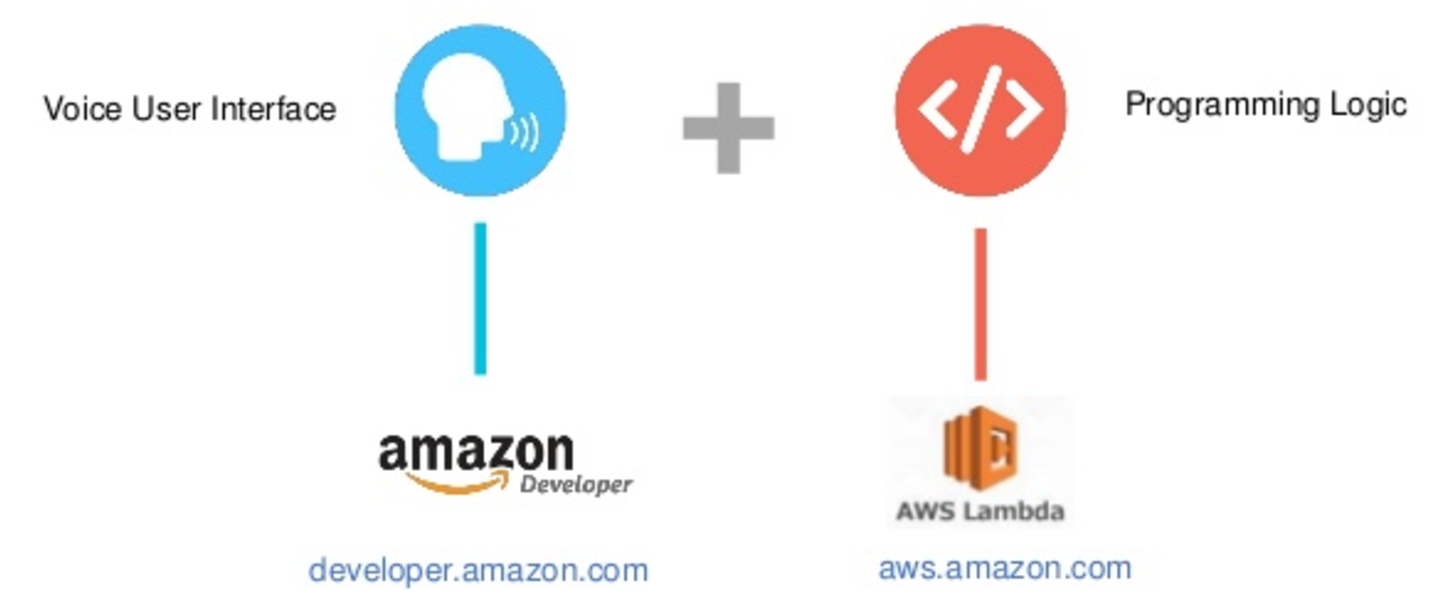 Voice User Interface
Programming Logic
</>
amazon
Developer
AWS Lambda
developer.amazon.com
aws.amazon.com